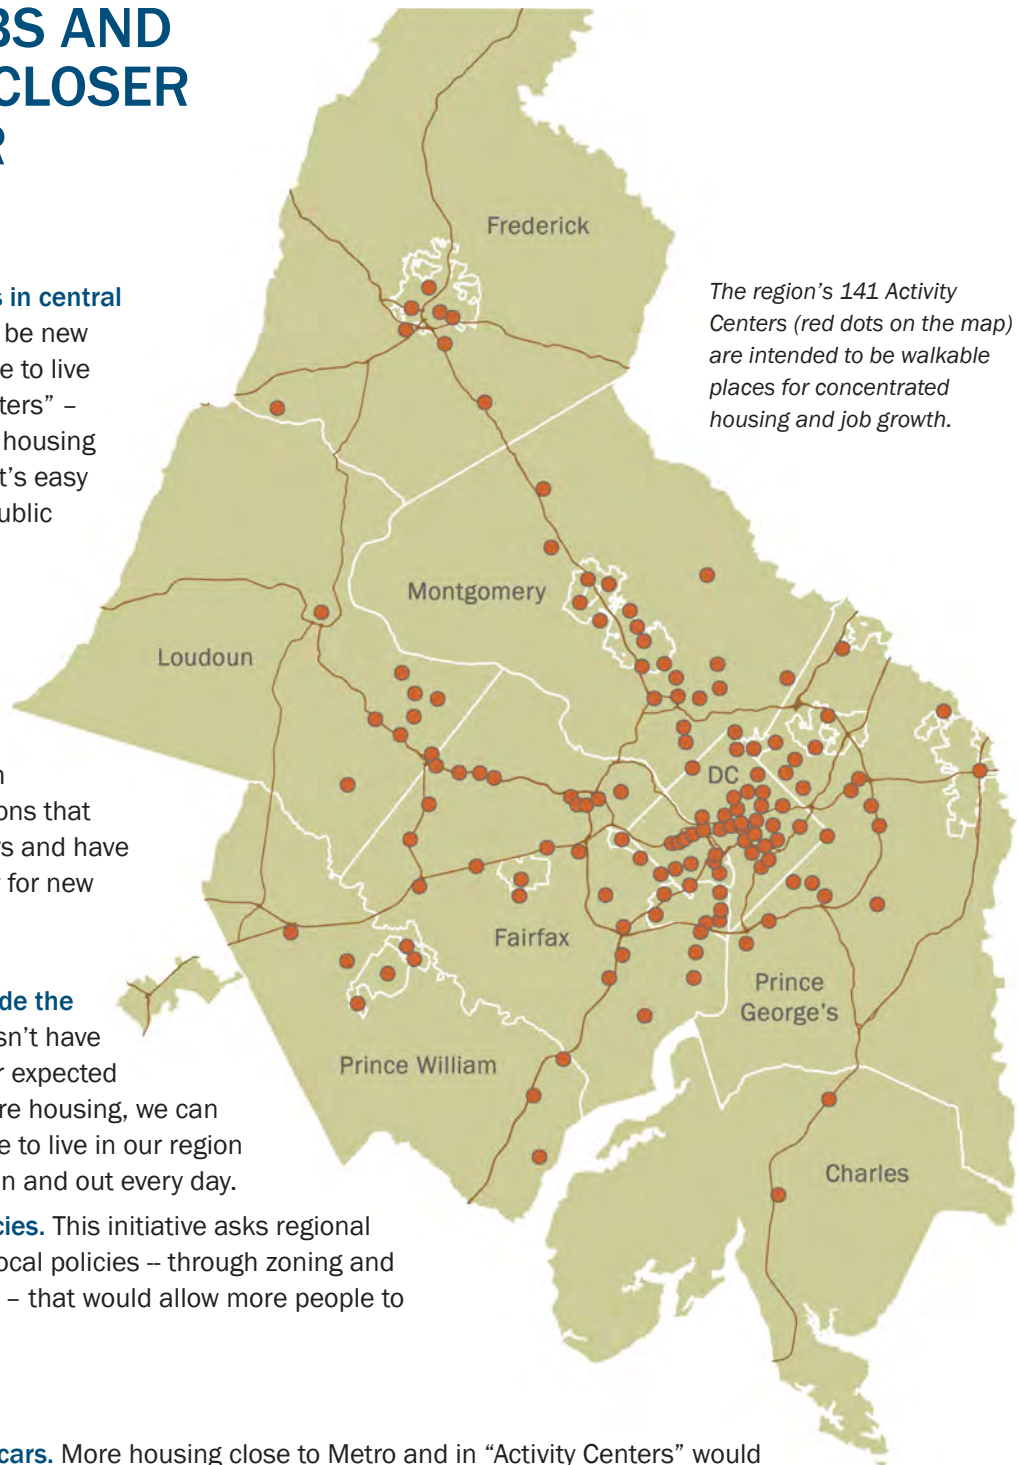 BS AND
CLOSER
R
s in central
be new
e to live
ters” –
housing
t’s easy
ublic
n
ons that
rs and have
y for new
de the
sn’t have
r expected
re housing, we can
e to live in our region
n and out every day.
cies. This initiative asks regional
ocal policies -- through zoning and
– that would allow more people to
cars. More housing close to Metro and in “Activity Centers” would
The region’s 141 Activity
Centers (red dots on the map)
are intended to be walkable
places for concentrated
housing and job growth.
Frederick
Montgomery
Loudoun
DC
Fairfax
Prince
George’s
Prince William
Charles